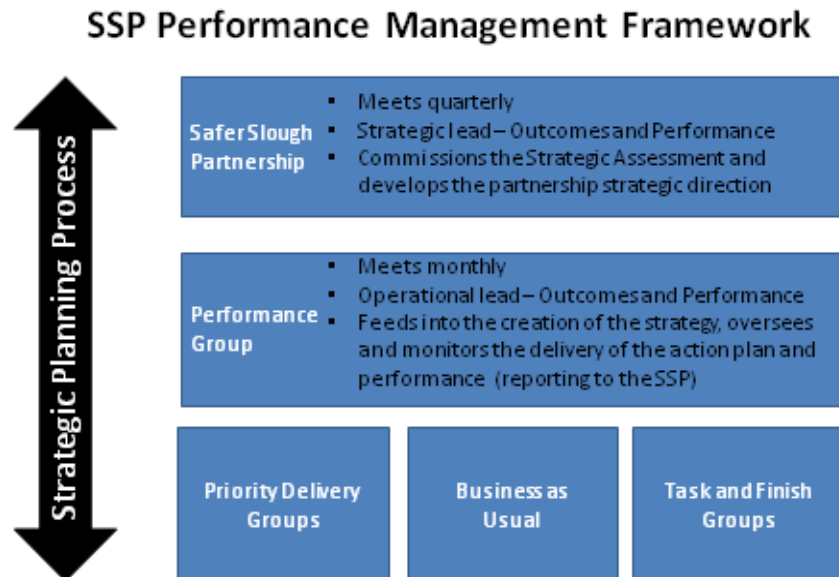 SSP Performance Management Framework
Strategic Planning Process
Safer Slough
Partnership
▪ Meets quarterly
▪ Strategic lead – Outcomes and Performance
▪ Commissions the Strategic Assessment and
develops the partnership strategic direction
Performance
Group
▪ Meets monthly
▪ Operational lead – Outcomes and Performance
▪ Feeds into the creation of the strategy, oversees
and monitors the delivery of the action plan and
performance (reporting to the SSP)
Priority Delivery
Groups
Business as
Usual
Task and Finish
Groups